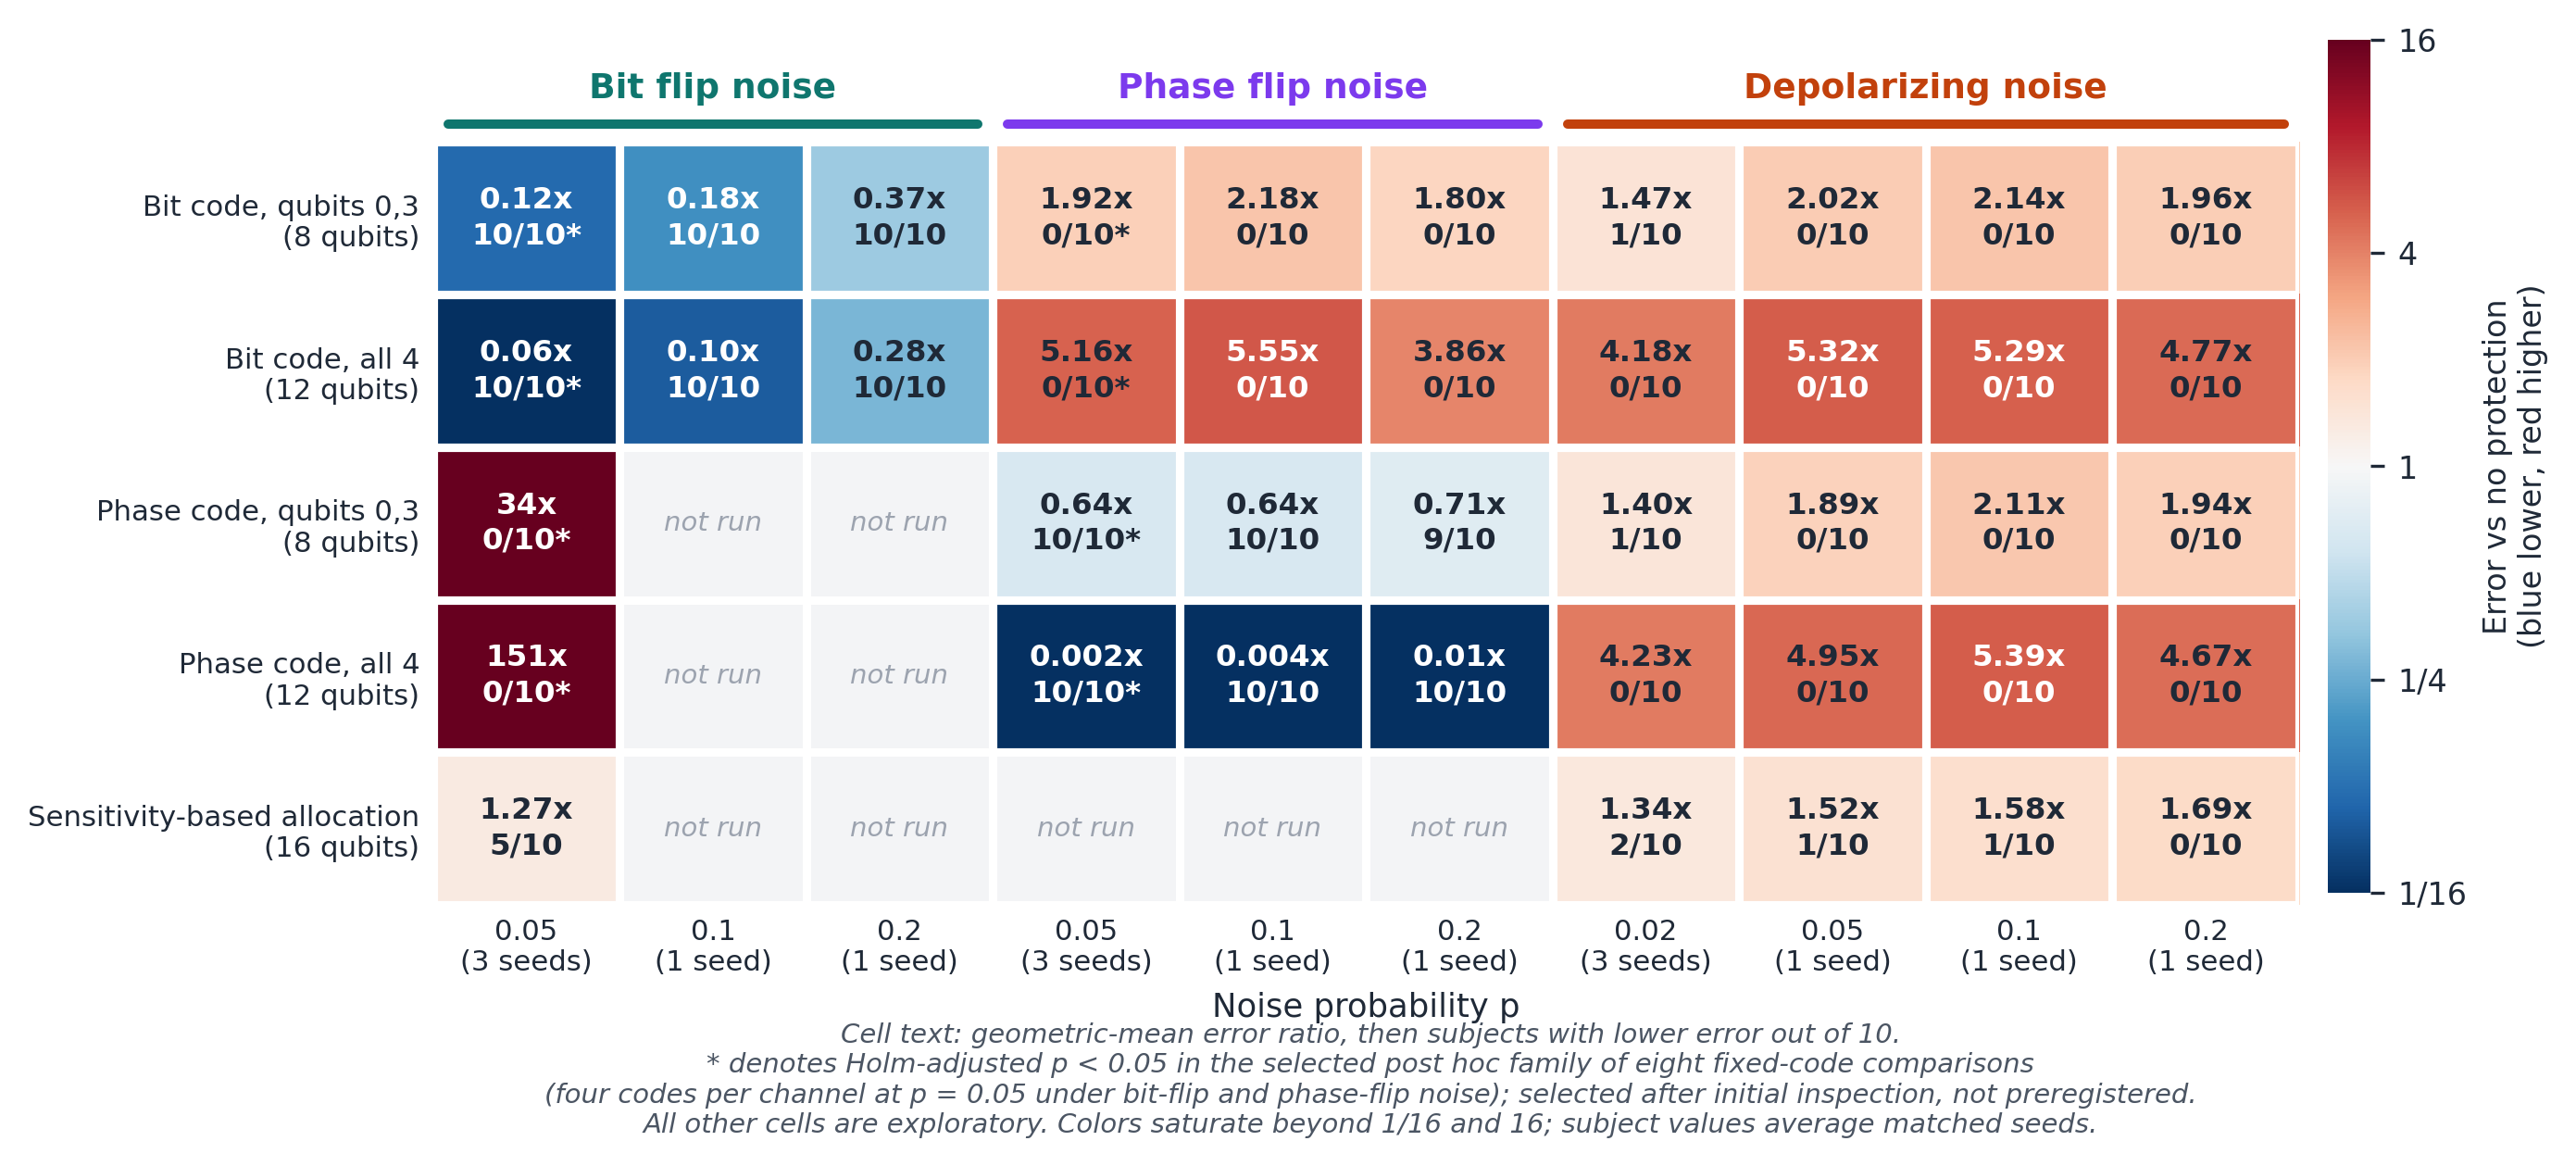 Bit flip noise
Phase flip noise
Depolarizing noise
Bit code, qubits 0,3
(8 qubits)
0.12x
10/10*
0.18x
10/10
0.37x
10/10
1.92x
0/10*
2.18x
0/10
1.80x
0/10
1.47x
1/10
2.02x
0/10
2.14x
0/10
1.96x
0/10
Bit code, all 4
(12 qubits)
0.06x
10/10*
0.10x
10/10
0.28x
10/10
5.16x
0/10*
5.55x
0/10
3.86x
0/10
4.18x
0/10
5.32x
0/10
5.29x
0/10
4.77x
0/10
Phase code, qubits 0,3
(8 qubits)
34x
0/10*
not run
not run
0.64x
10/10*
0.64x
10/10
0.71x
9/10
1.40x
1/10
1.89x
0/10
2.11x
0/10
1.94x
0/10
Phase code, all 4
(12 qubits)
151x
0/10*
not run
not run
0.002x
10/10*
0.004x
10/10
0.01x
10/10
4.23x
0/10
4.95x
0/10
5.39x
0/10
4.67x
0/10
Sensitivity-based allocation
(16 qubits)
1.27x
5/10
not run
not run
not run
not run
not run
1.34x
2/10
1.52x
1/10
1.58x
1/10
1.69x
0/10
0.05
(3 seeds)
0.1
(1 seed)
0.2
(1 seed)
0.05
(3 seeds)
0.1
(1 seed)
0.2
(1 seed)
0.02
(3 seeds)
0.05
(1 seed)
0.1
(1 seed)
0.2
(1 seed)
Noise probability p
Cell text: geometric-mean error ratio, then subjects with lower error out of 10.
* denotes Holm-adjusted p < 0.05 in the selected post hoc family of eight fixed-code comparisons
(four codes per channel at p = 0.05 under bit-flip and phase-flip noise); selected after initial inspection, not preregistered.
All other cells are exploratory. Colors saturate beyond 1/16 and 16; subject values average matched seeds.
16
4
1
1/4
1/16
Error vs no protection
(blue lower, red higher)